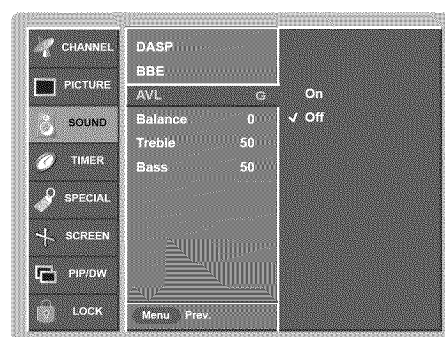 CHANNEL
PICTURE
SOUND
TIMER
SPECIAL
SCREEN
PIP/DW
LOCK
DASP
BBE
AVL G
Balance 0
Treble 50
Bass 50
Menu Prev.
On
✓ Off